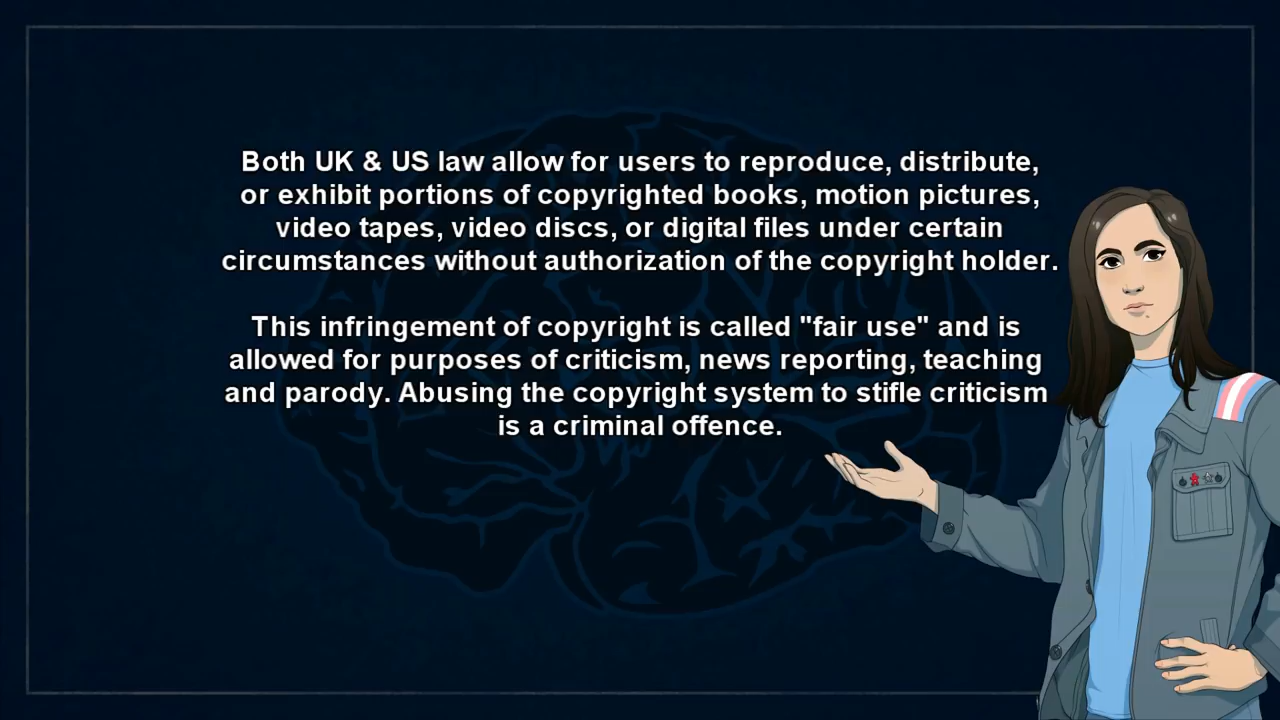 Both UK & US law allow for users to reproduce, distribute,
or exhibit portions of copyrighted books, motion pictures,
video tapes, video discs, or digital files under certain
circumstances without authorization of the copyright holder.
This infringement of copyright is called "fair use" and is
allowed for purposes of criticism, news reporting, teaching
and parody. Abusing the copyright system to stifle criticism
is a criminal offence.